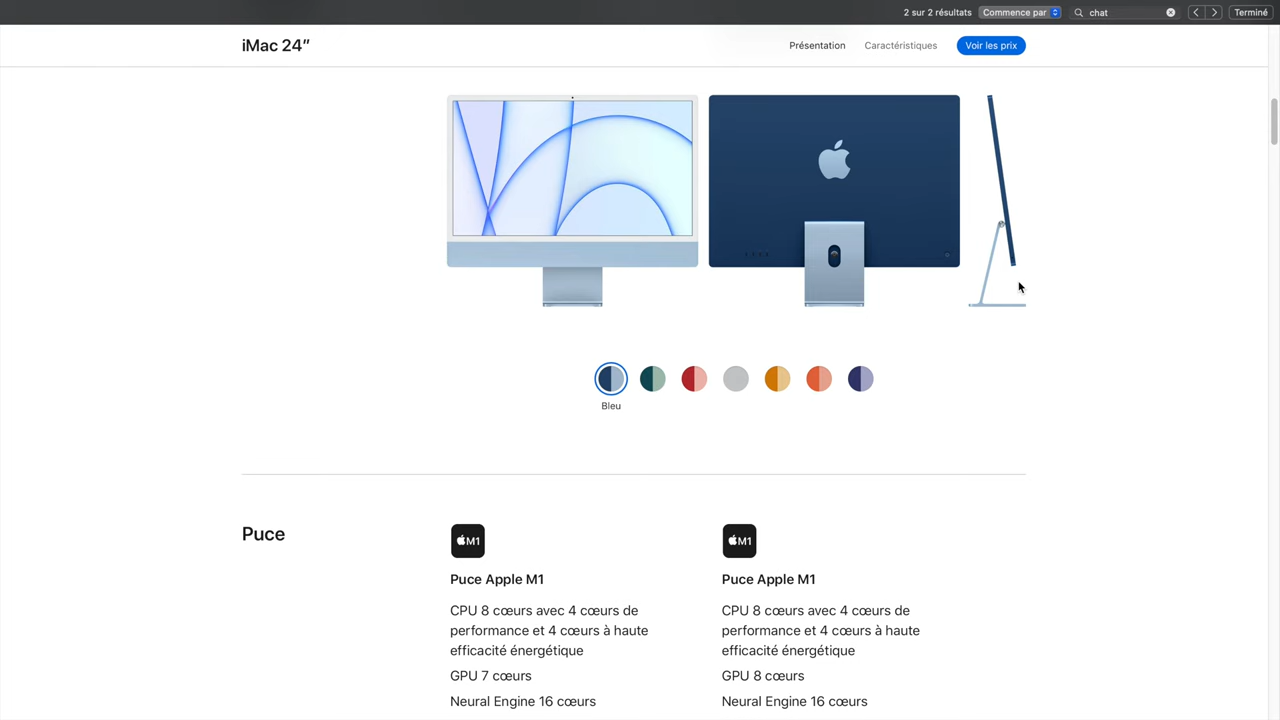 2 sur 2 résultats Commence par chat Terminé
iMac 24″ Présentation Caractéristiques Voir les prix
Bleu
Puce
M1 M1
Puce Apple M1
CPU 8 cœurs avec 4 cœurs de
performance et 4 cœurs à haute
efficacité énergétique
GPU 7 cœurs
Neural Engine 16 cœurs
Puce Apple M1
CPU 8 cœurs avec 4 cœurs de
performance et 4 cœurs à haute
efficacité énergétique
GPU 8 cœurs
Neural Engine 16 cœurs